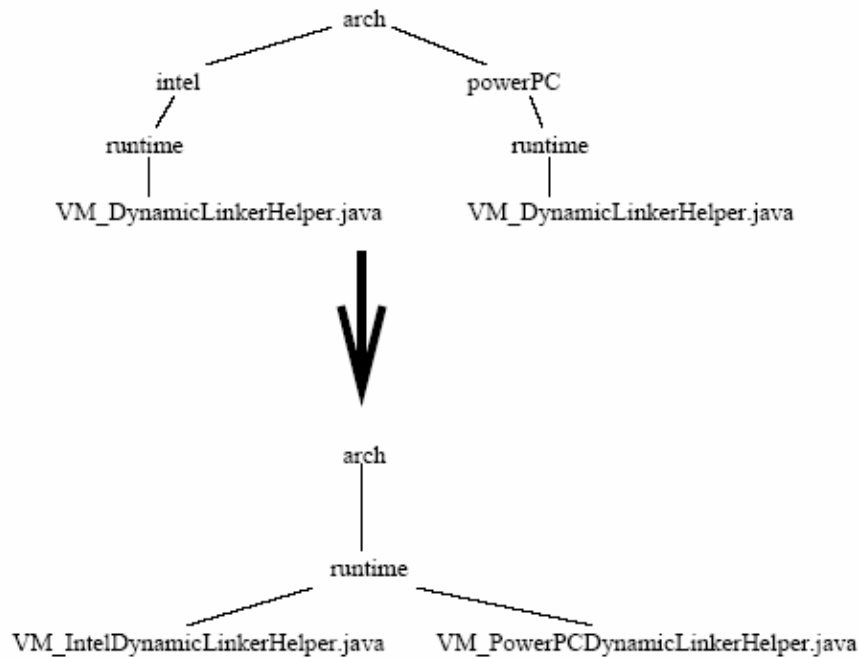 arch
intel powerPC
runtime runtime
VM_DynamicLinkerHelper.java VM_DynamicLinkerHelper.java
arch
runtime
VM_IntelDynamicLinkerHelper.java VM_PowerPCDynamicLinkerHelper.java